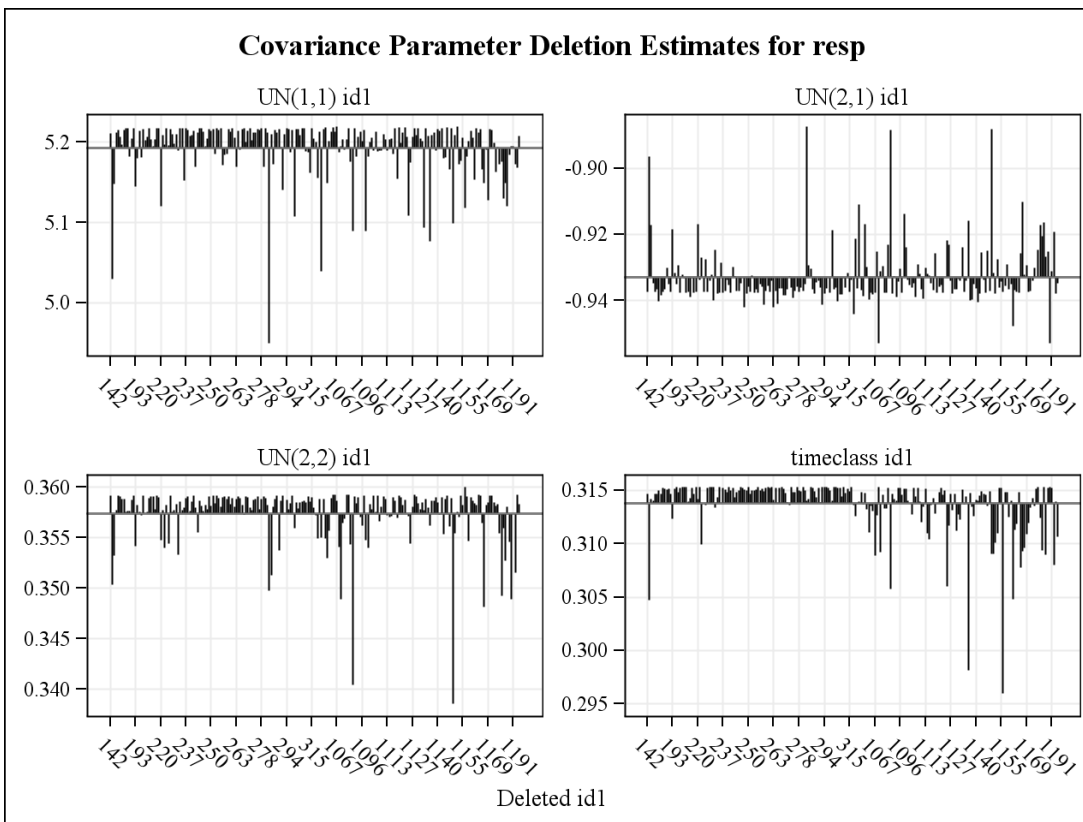 Covariance Parameter Deletion Estimates for resp
UN(1,1) id1
5.2
5.1
5.0
142 193 220 237 250 263 278 294 315 1067 1096 1113 1127 1140 1155 1169 1191
UN(2,1) id1
-0.90
-0.92
-0.94
142 193 220 237 250 263 278 294 315 1067 1096 1113 1127 1140 1155 1169 1191
UN(2,2) id1
0.360
0.355
0.350
0.345
0.340
142 193 220 237 250 263 278 294 315 1067 1096 1113 1127 1140 1155 1169 1191
timeclass id1
0.315
0.310
0.305
0.300
0.295
142 193 220 237 250 263 278 294 315 1067 1096 1113 1127 1140 1155 1169 1191
Deleted id1